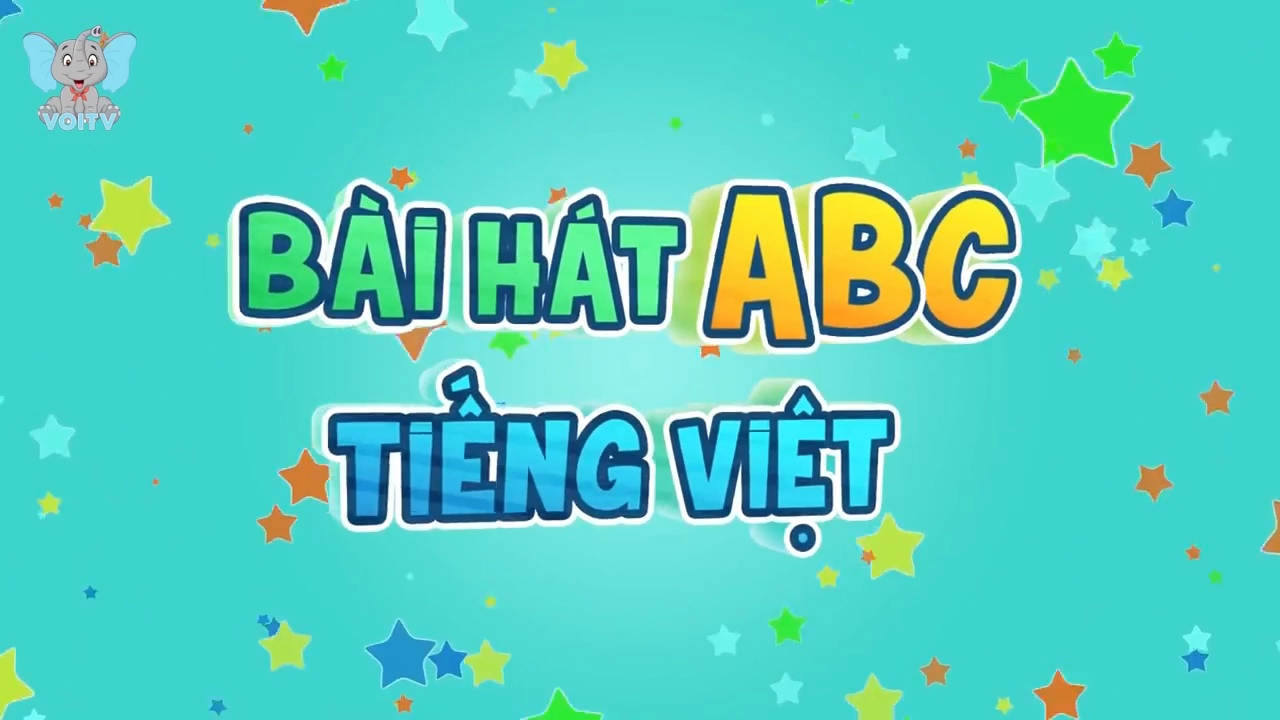 VOITV
BÀI HÁT ABC
TIẾNG VIỆT